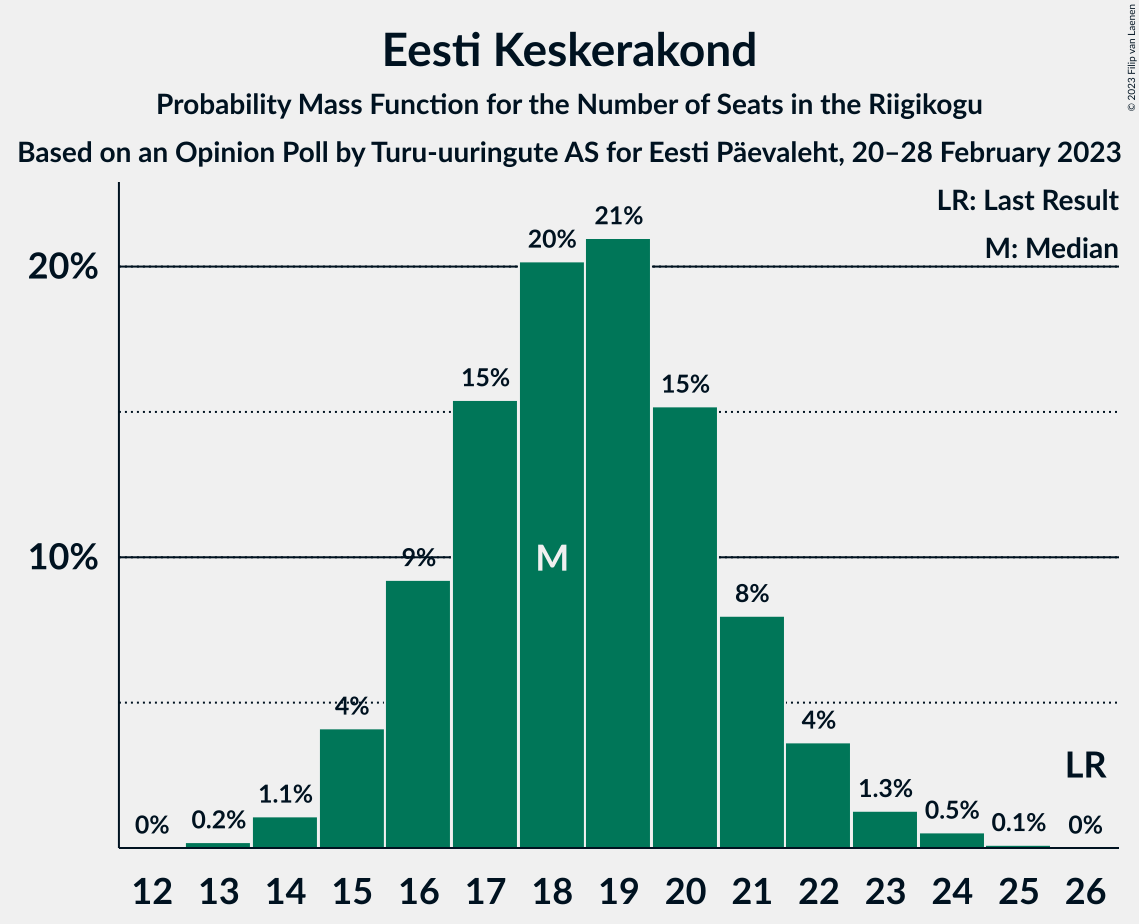 Eesti Keskerakond
Probability Mass Function for the Number of Seats in the Riigikogu
Based on an Opinion Poll by Turu-uuringute AS for Eesti Päevaleht, 20–28 February 2023
© 2023 Filip van Laenen
LR: Last Result
M: Median
20%
10%
0%
0.2%
1.1%
4%
9%
15%
20%
21%
15%
8%
4%
1.3%
0.5%
0.1%
0%
M
LR
12 13 14 15 16 17 18 19 20 21 22 23 24 25 26